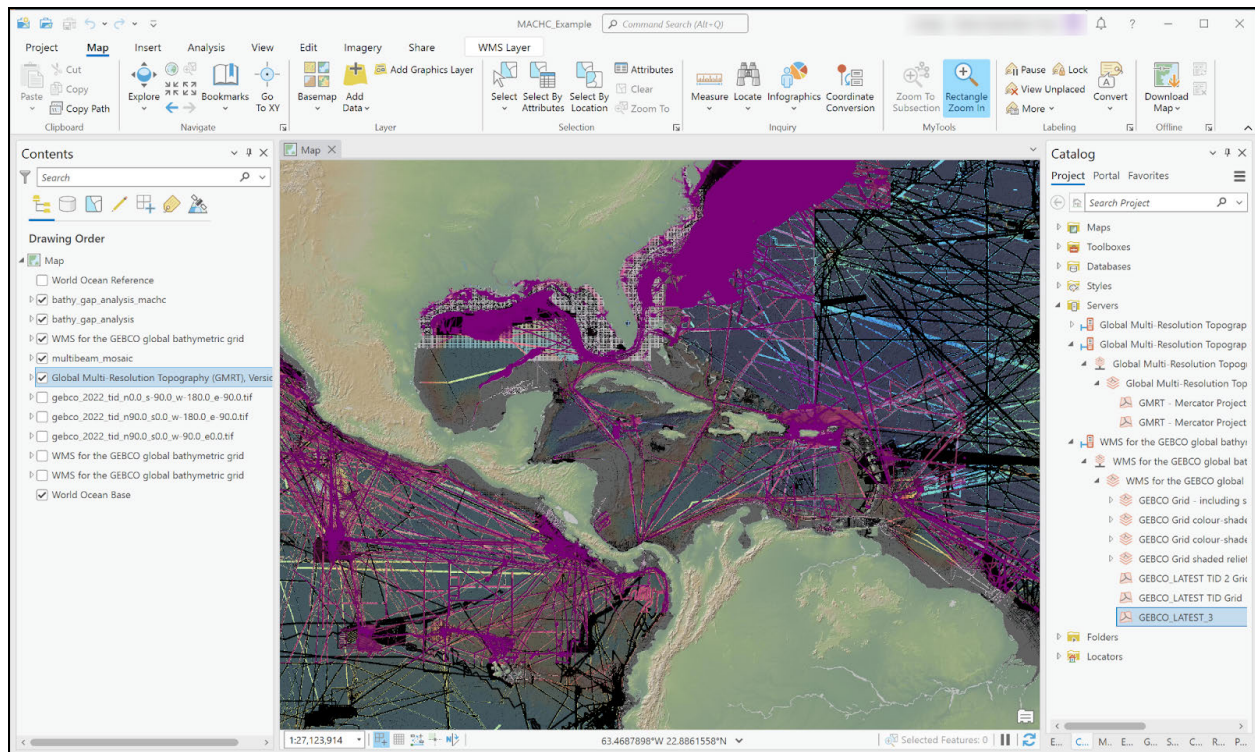 MACHC_Example
Command Search (Alt+Q)
?
Project Map Insert Analysis View Edit Imagery Share WMS Layer
Paste
Cut
Copy
Copy Path
Clipboard
Explore
Bookmarks
Go To XY
Navigate
Basemap
Add Data
Add Graphics Layer
Layer
Select
Select By Attributes
Select By Location
Attributes
Clear
Zoom To
Selection
Measure
Locate
Infographics
Coordinate Conversion
Inquiry
Zoom To Subsection
Rectangle Zoom In
MyTools
Pause
Lock
View Unplaced
More
Convert
Labeling
Download Map
Offline
Contents
Search
Drawing Order
Map
World Ocean Reference
bathy_gap_analysis_machc
bathy_gap_analysis
WMS for the GEBCO global bathymetric grid
multibeam_mosaic
Global Multi-Resolution Topography (GMRT), Versic
gebco_2022_tid_n0.0_s-90.0_w-180.0_e-90.0.tif
gebco_2022_tid_n90.0_s0.0_w-180.0_e-90.0.tif
gebco_2022_tid_n90.0_s0.0_w-90.0_e0.0.tif
WMS for the GEBCO global bathymetric grid
WMS for the GEBCO global bathymetric grid
World Ocean Base
Map
1:27,123,914
63.4687898°W 22.8861558°N
Selected Features: 0
Catalog
Project Portal Favorites
Search Project
Maps
Toolboxes
Databases
Styles
Servers
Global Multi-Resolution Topograp
Global Multi-Resolution Topograp
Global Multi-Resolution Topog
Global Multi-Resolution Top
GMRT - Mercator Project
GMRT - Mercator Project
WMS for the GEBCO global bathy
WMS for the GEBCO global bat
WMS for the GEBCO global
GEBCO Grid - including s
GEBCO Grid colour-shade
GEBCO Grid colour-shade
GEBCO Grid shaded relief
GEBCO_LATEST TID 2 Grid
GEBCO_LATEST TID Grid
GEBCO_LATEST_3
Folders
Locators
E... C... M... E... G... S... C... R... P...